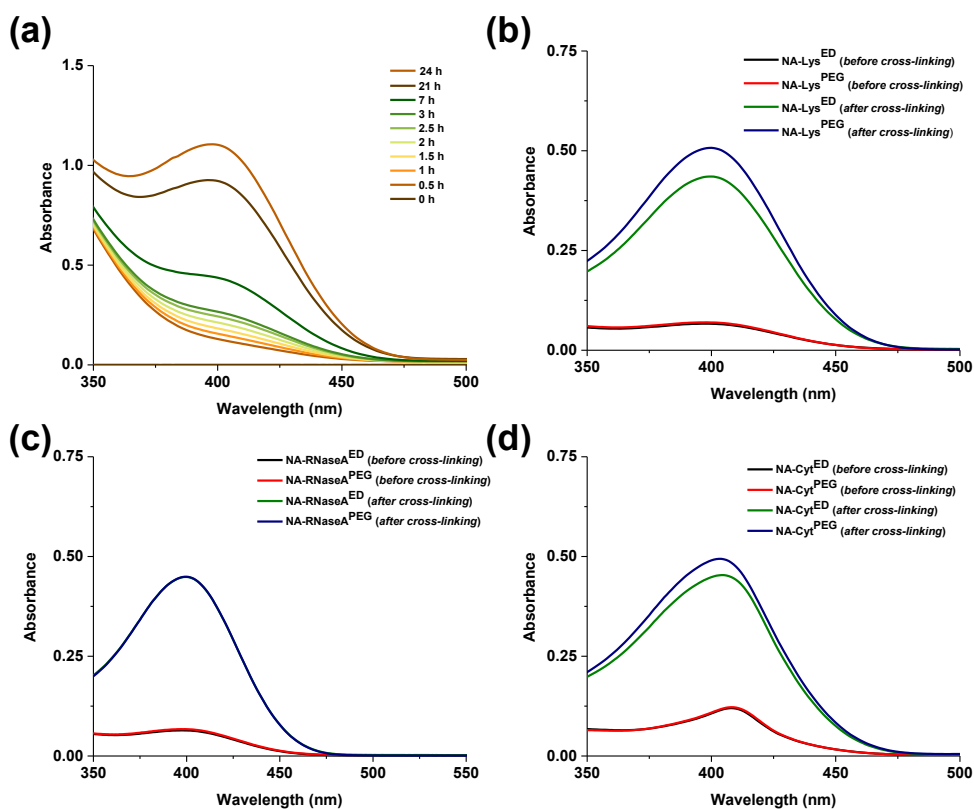 (a)
1.5
1.0
0.5
0.0
Absorbance
350
400
450
500
Wavelength (nm)
24 h
21 h
7 h
3 h
2.5 h
2 h
1.5 h
1 h
0.5 h
0 h
(b)
0.75
0.50
0.25
0.00
Absorbance
350
400
450
500
Wavelength (nm)
NA-Lys^ED (before cross-linking)
NA-Lys^PEG (before cross-linking)
NA-Lys^ED (after cross-linking)
NA-Lys^PEG (after cross-linking)
(c)
0.75
0.50
0.25
0.00
Absorbance
350
400
450
500
550
Wavelength (nm)
NA-RNaseA^ED (before cross-linking)
NA-RNaseA^PEG (before cross-linking)
NA-RNaseA^ED (after cross-linking)
NA-RNaseA^PEG (after cross-linking)
(d)
0.75
0.50
0.25
0.00
Absorbance
350
400
450
500
Wavelength (nm)
NA-Cyt^ED (before cross-linking)
NA-Cyt^PEG (before cross-linking)
NA-Cyt^ED (after cross-linking)
NA-Cyt^PEG (after cross-linking)